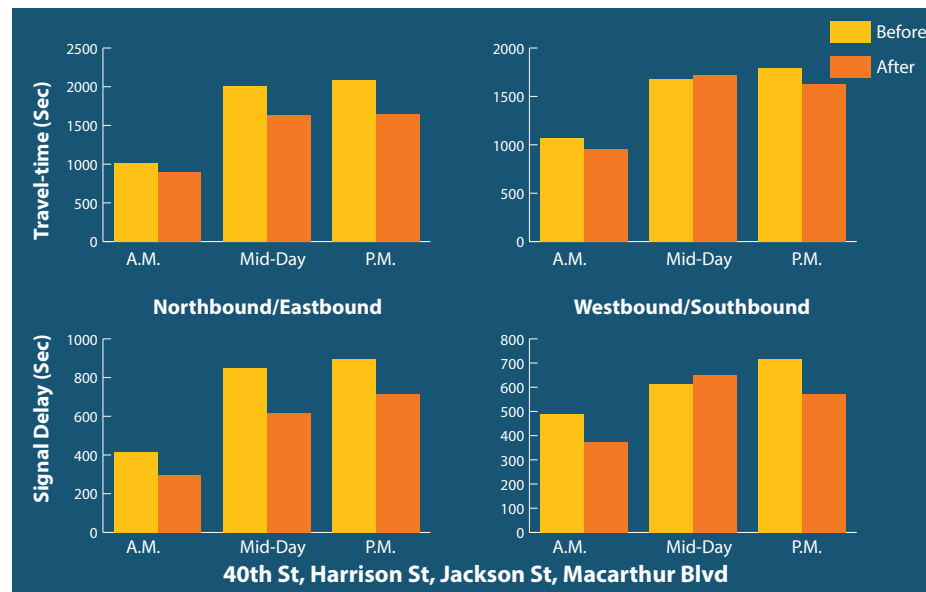 Before
After
Travel-time (Sec)
2500
2000
1500
1000
500
0
A.M.
Mid-Day
P.M.
2000
1500
1000
500
0
A.M.
Mid-Day
P.M.
Northbound/Eastbound
Westbound/Southbound
Signal Delay (Sec)
1000
800
600
400
200
0
A.M.
Mid-Day
P.M.
800
700
600
500
400
300
200
100
0
A.M.
Mid-Day
P.M.
40th St, Harrison St, Jackson St, Macarthur Blvd